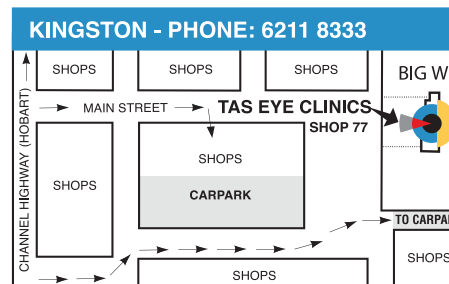 KINGSTON - PHONE: 6211 8333
SHOPS
SHOPS
SHOPS
BIG W
MAIN STREET
TAS EYE CLINICS
SHOP 77
CHANNEL HIGHWAY (HOBART)
SHOPS
SHOPS
CARPARK
TO CARPA
SHOPS
SHOPS